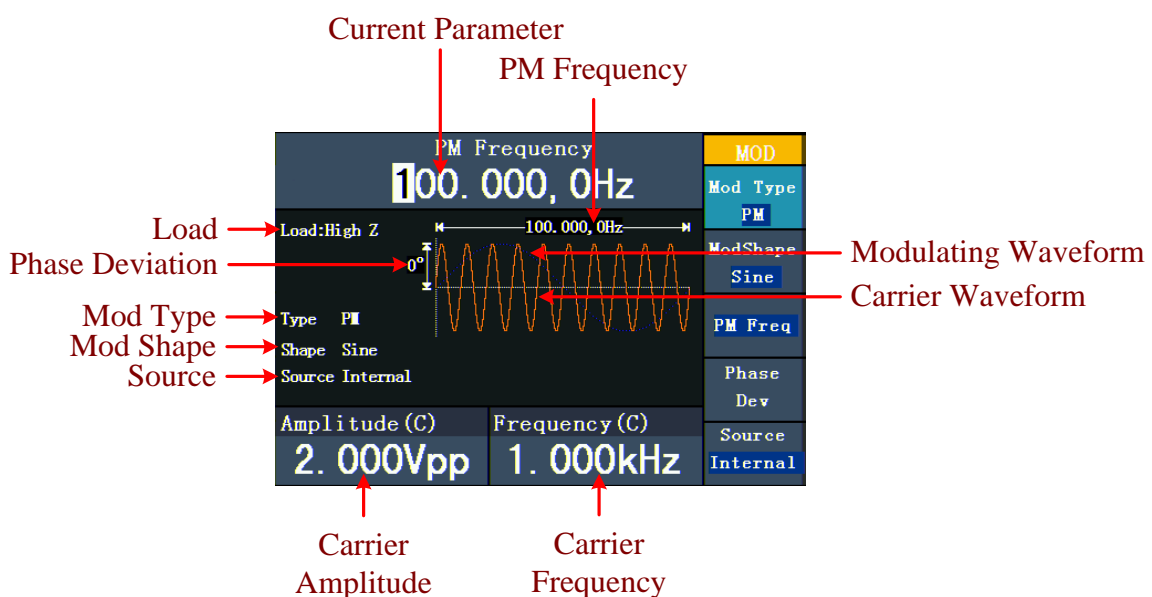 Current Parameter
PM Frequency
PM Frequency
100.000,0Hz
MOD
Mod Type
PM
ModShape
Sine
PM Freq
Phase
Dev
Source
Internal
Load
Load:High Z
100.000,0Hz
Phase Deviation
0°
Modulating Waveform
Carrier Waveform
Mod Type
Type PM
Mod Shape
Shape Sine
Source
Source Internal
Amplitude(C)
2.000Vpp
Frequency(C)
1.000kHz
Carrier
Amplitude
Carrier
Frequency